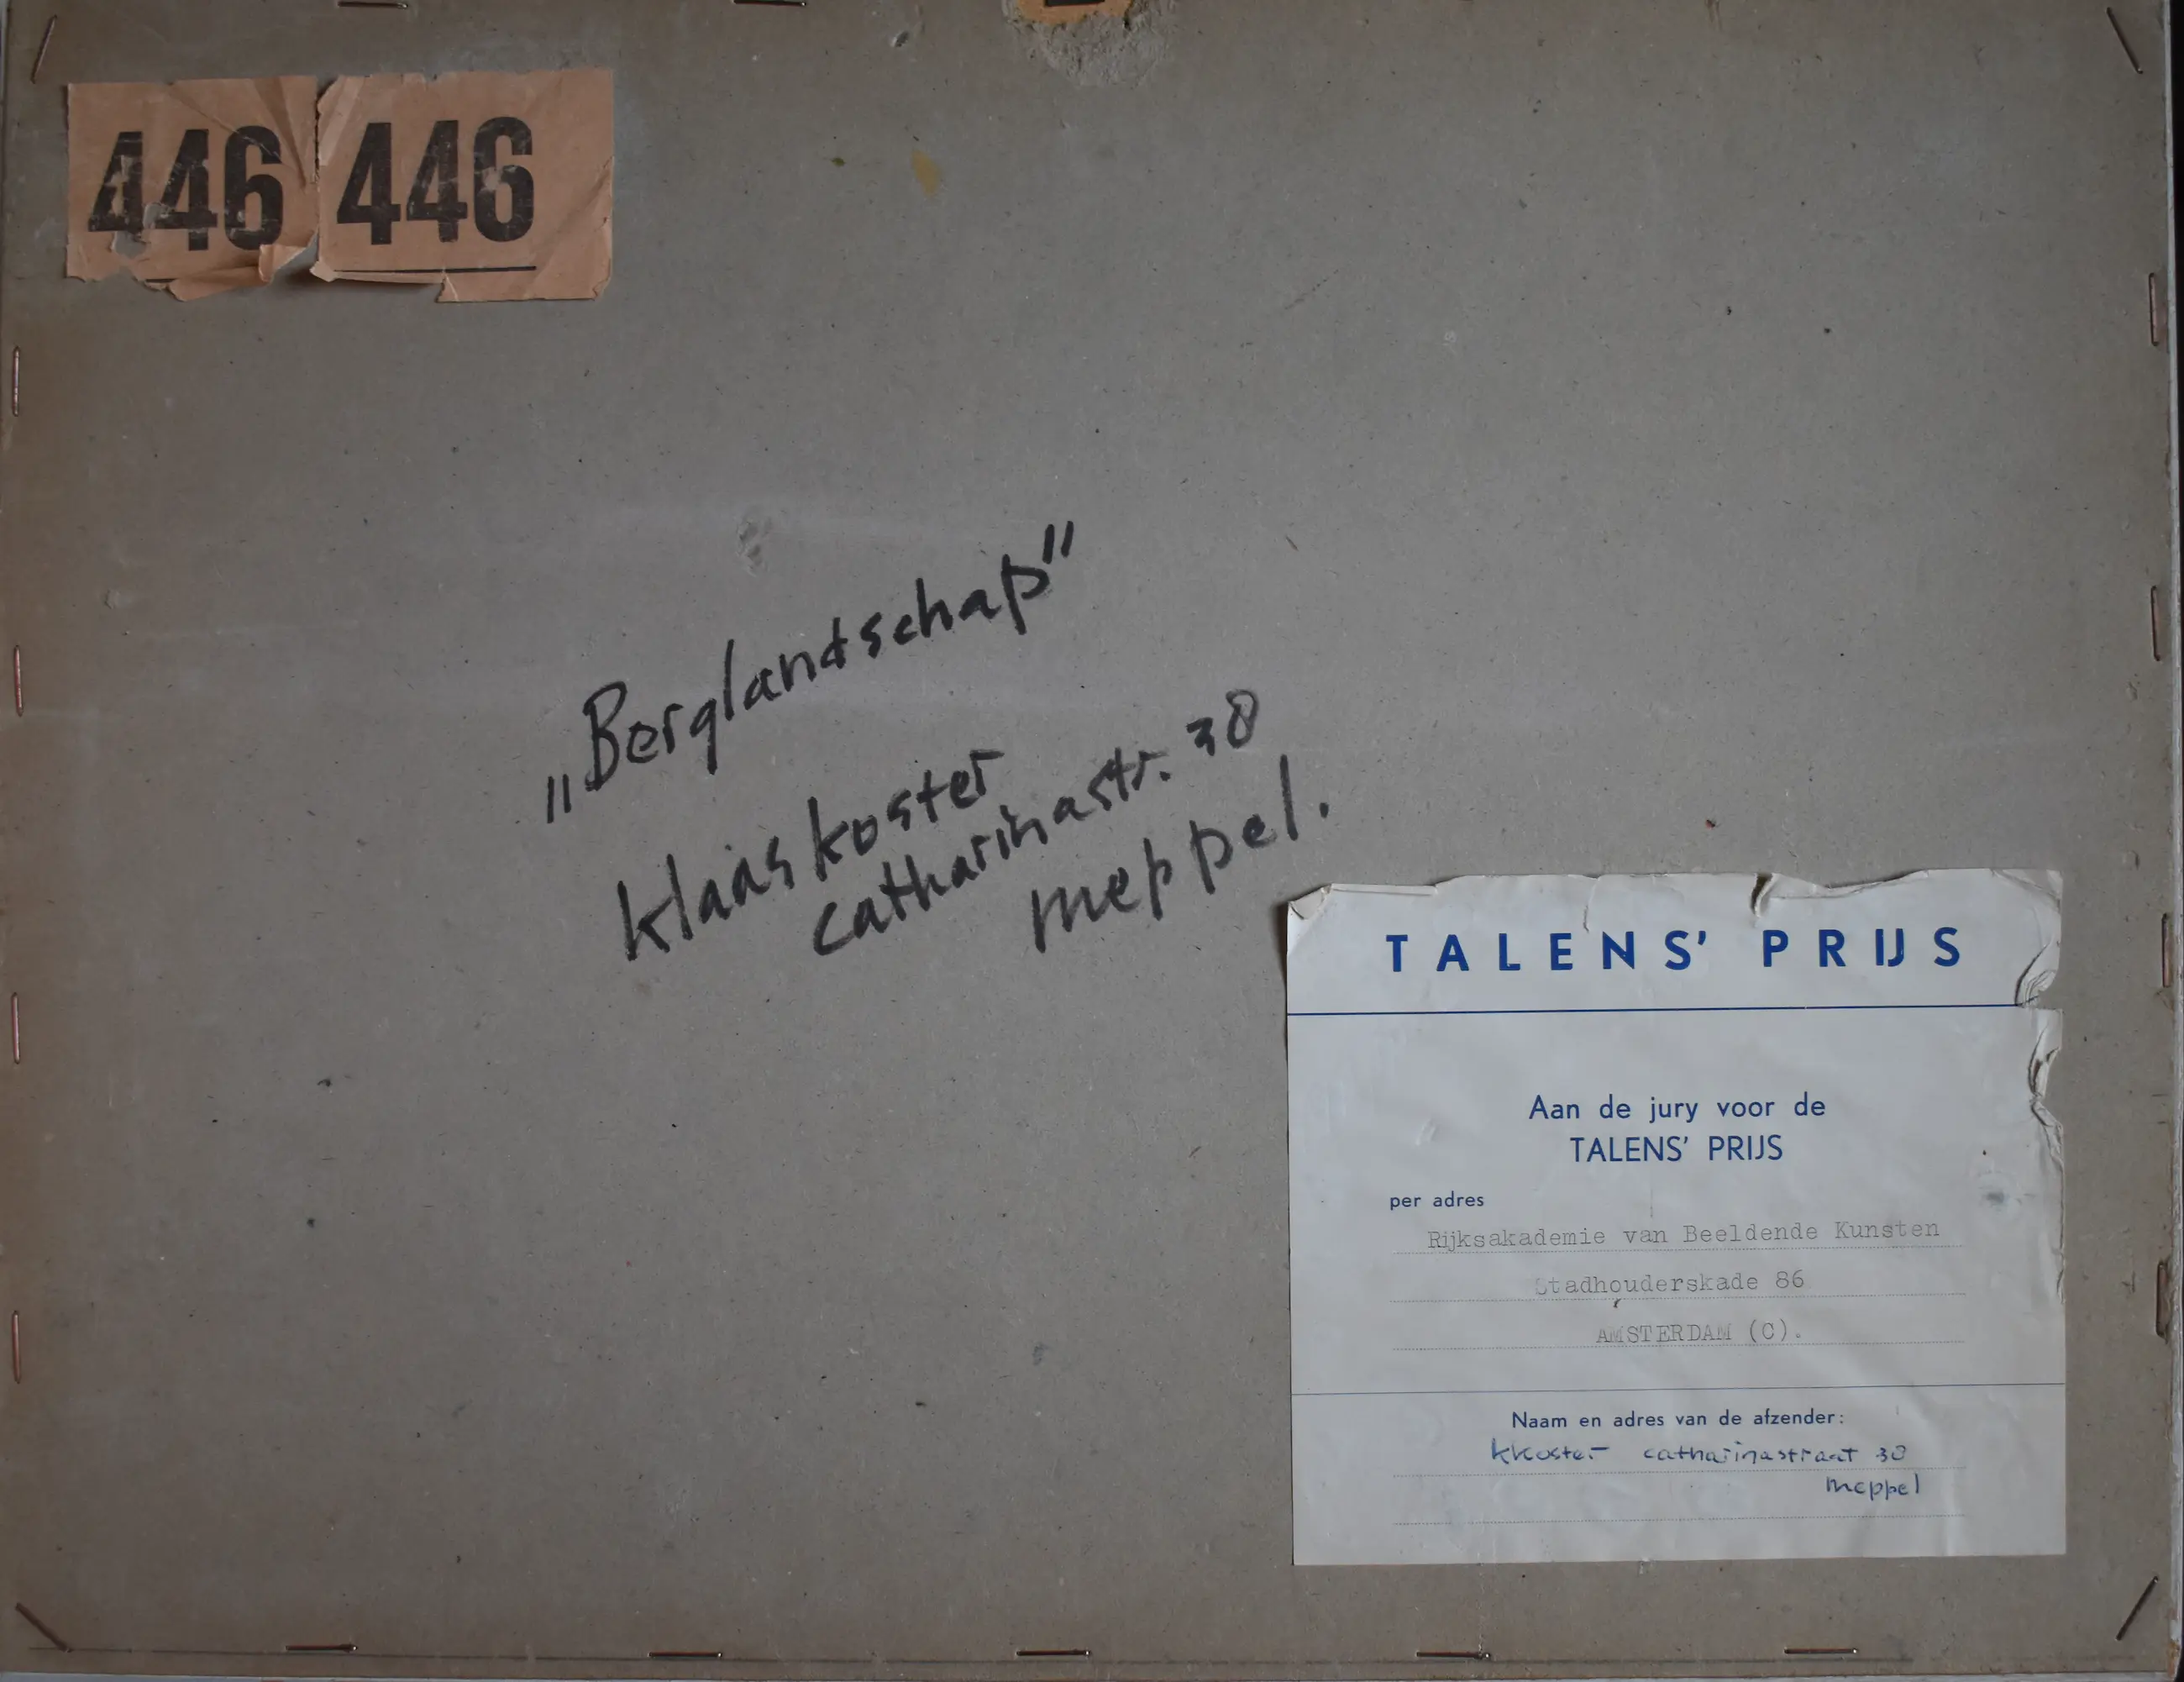 446 446
„Berglandschap"
klaas koster
catharinastr. 38
meppel.
TALENS' PRIJS
Aan de jury voor de
TALENS' PRIJS
per adres
Rijksakademie van Beeldende Kunsten
Stadhouderskade 86
AMSTERDAM (C).
Naam en adres van de afzender:
kkoster catharinastraat 38
meppel